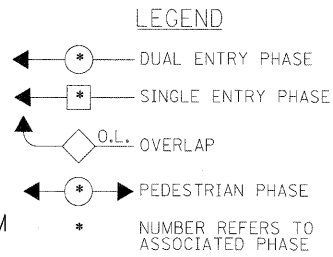 LEGEND
* DUAL ENTRY PHASE
* SINGLE ENTRY PHASE
O.L. OVERLAP
* PEDESTRIAN PHASE
M
* NUMBER REFERS TO
ASSOCIATED PHASE